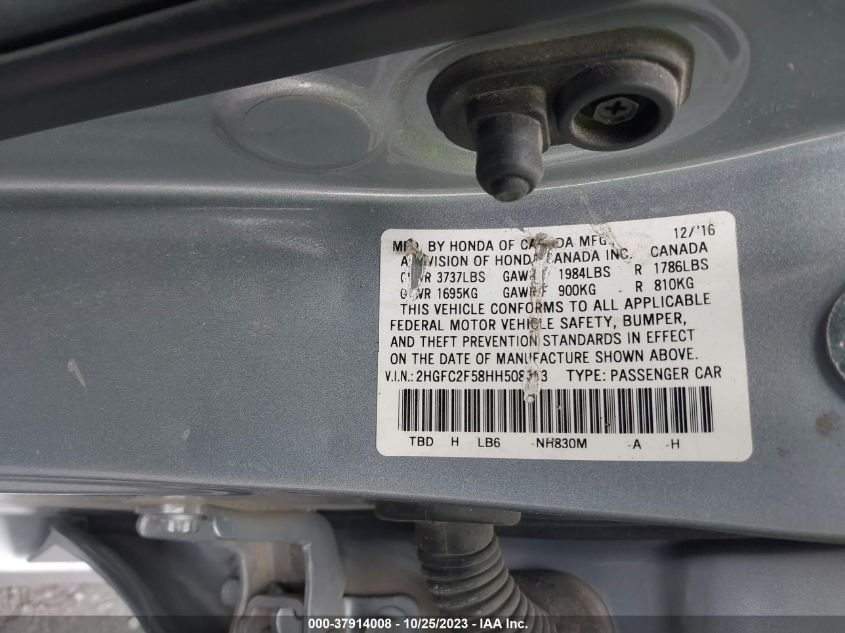 12/'16
BY HONDA OF CANADA MFG.
A DIVISION OF HONDA CANADA INC. CANADA
GVWR 3737LBS GAWR F 1984LBS R 1786LBS
GVWR 1695KG GAWR F 900KG R 810KG
THIS VEHICLE CONFORMS TO ALL APPLICABLE
FEDERAL MOTOR VEHICLE SAFETY, BUMPER,
AND THEFT PREVENTION STANDARDS IN EFFECT
ON THE DATE OF MANUFACTURE SHOWN ABOVE.
V.I.N.: TYPE: PASSENGER CAR
TBD H LB6 -NH830M -A -H
000-37914008 - 10/25/2023 - IAA Inc.